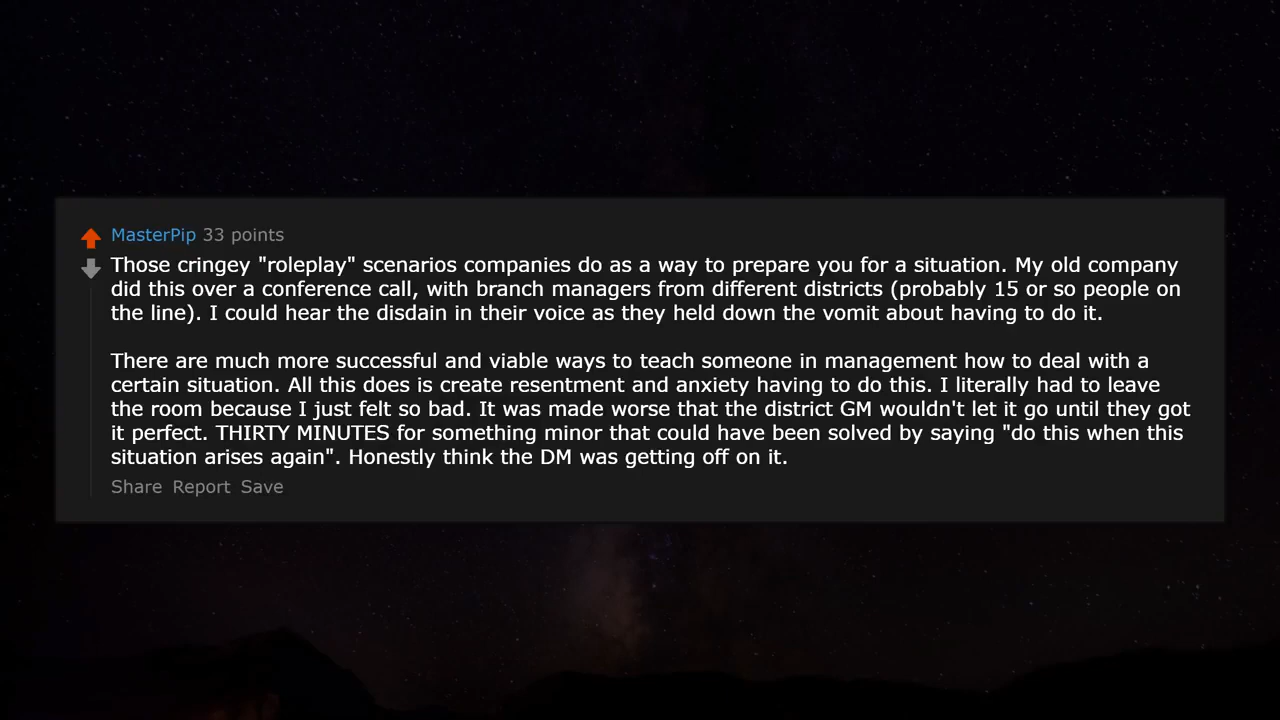 MasterPip 33 points
Those cringey "roleplay" scenarios companies do as a way to prepare you for a situation. My old company
did this over a conference call, with branch managers from different districts (probably 15 or so people on
the line). I could hear the disdain in their voice as they held down the vomit about having to do it.
There are much more successful and viable ways to teach someone in management how to deal with a
certain situation. All this does is create resentment and anxiety having to do this. I literally had to leave
the room because I just felt so bad. It was made worse that the district GM wouldn't let it go until they got
it perfect. THIRTY MINUTES for something minor that could have been solved by saying "do this when this
situation arises again". Honestly think the DM was getting off on it.
Share Report Save